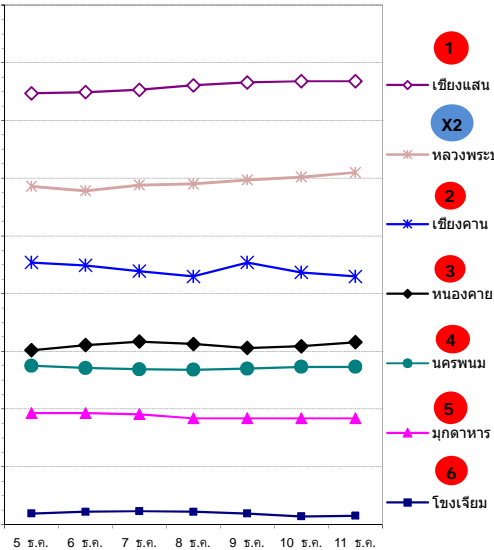 1
เชียงแสน
X2
หลวงพระบ
2
เชียงคาน
3
หนองคาย
4
นครพนม
5
มุกดาหาร
6
โขงเจียม
5 ธ.ค. 6 ธ.ค. 7 ธ.ค. 8 ธ.ค. 9 ธ.ค. 10 ธ.ค. 11 ธ.ค.